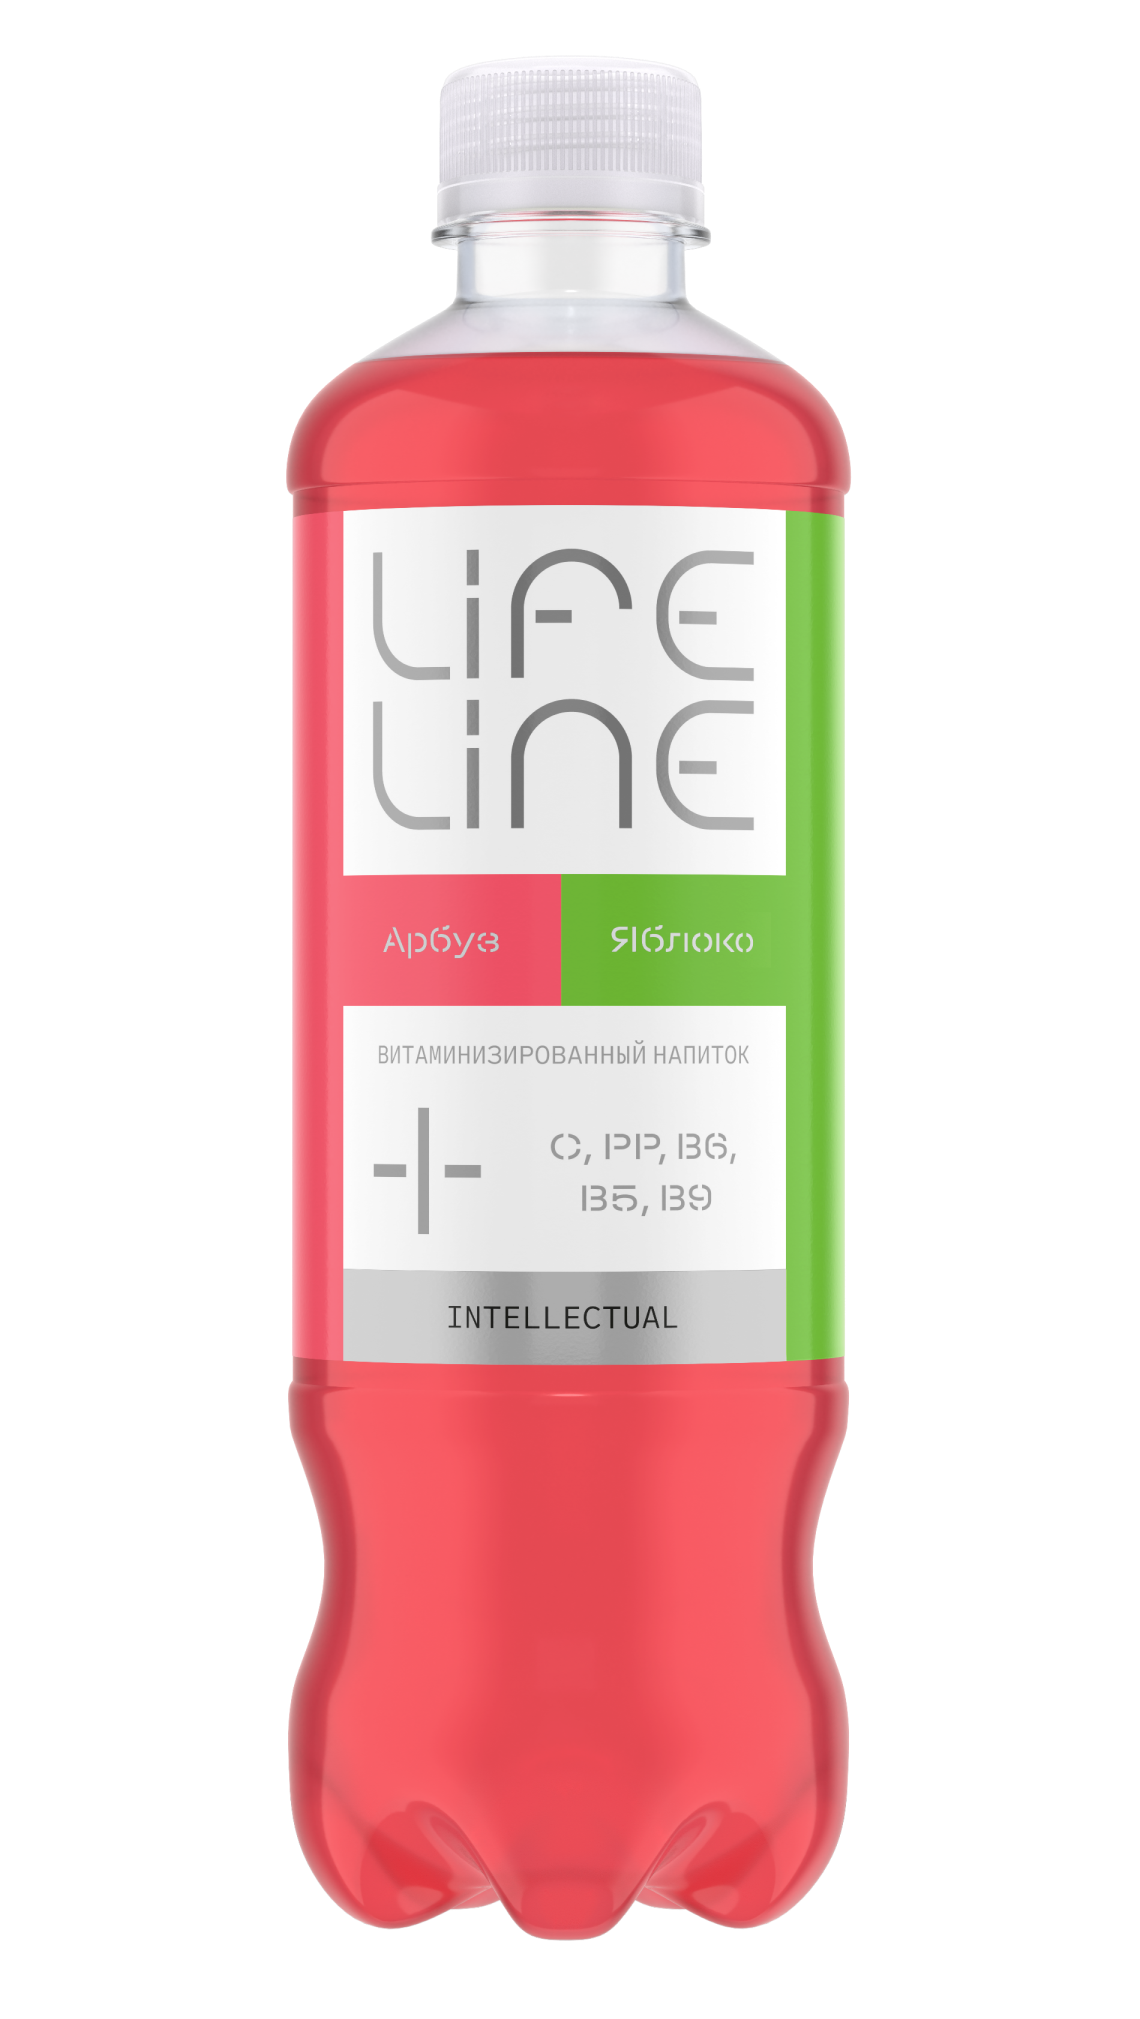 LIFE
LINE
Арбуз Яблоко
ВИТАМИНИЗИРОВАННЫЙ НАПИТОК
+ C, PP, B6,
B5, B9
INTELLECTUAL